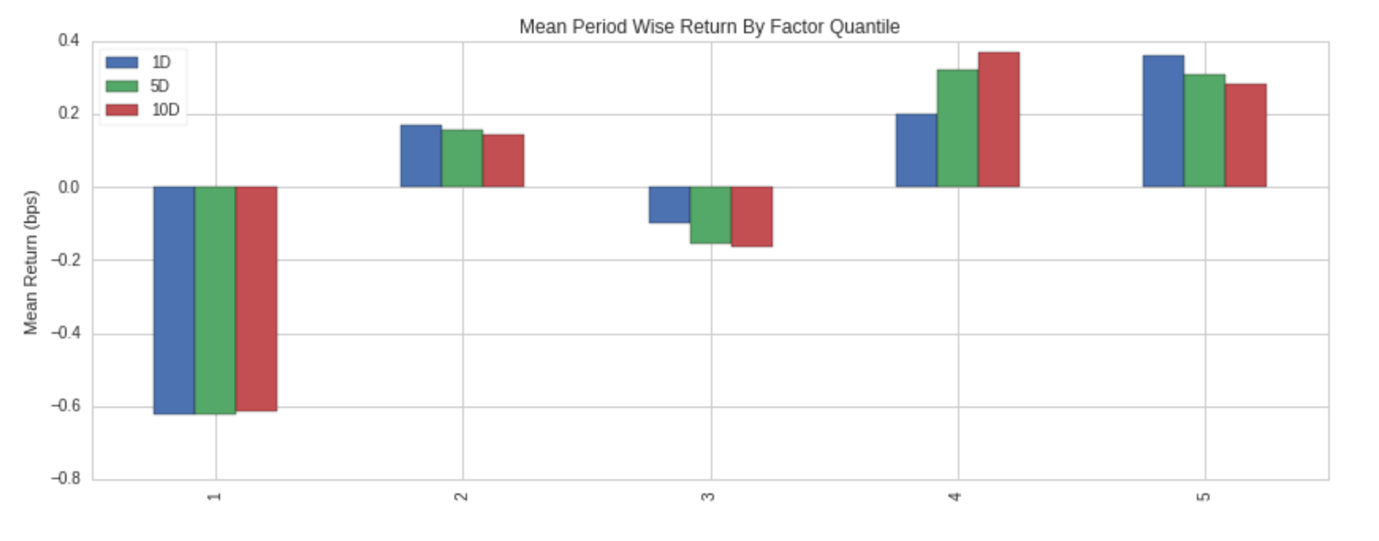 Mean Period Wise Return By Factor Quantile
Mean Return (bps)
0.4
0.2
0.0
−0.2
−0.4
−0.6
−0.8
1D
5D
10D
1
2
3
4
5